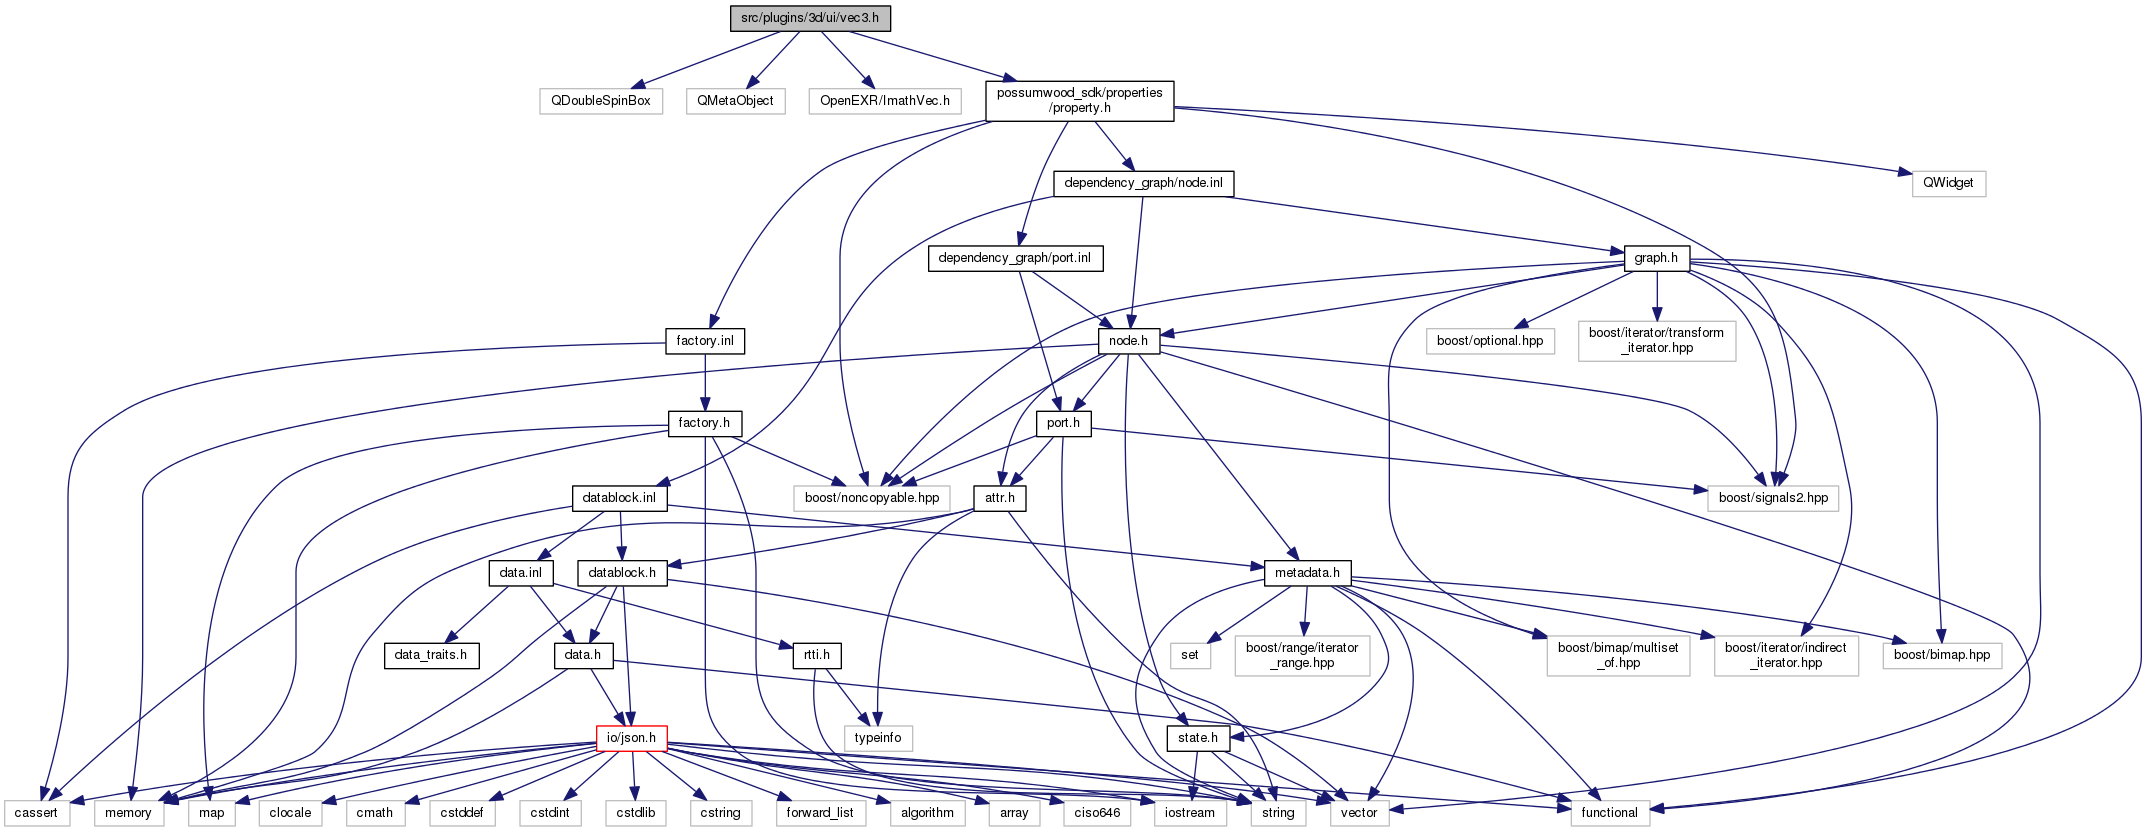 src/plugins/3d/ui/vec3.h
QDoubleSpinBox
QMetaObject
OpenEXR/ImathVec.h
possumwood_sdk/properties
/property.h
dependency_graph/node.inl
QWidget
dependency_graph/port.inl
graph.h
factory.inl
node.h
boost/optional.hpp
boost/iterator/transform
_iterator.hpp
factory.h
port.h
datablock.inl
boost/noncopyable.hpp
attr.h
boost/signals2.hpp
data.inl
datablock.h
metadata.h
data_traits.h
data.h
rtti.h
set
boost/range/iterator
_range.hpp
boost/bimap/multiset
_of.hpp
boost/iterator/indirect
_iterator.hpp
boost/bimap.hpp
io/json.h
typeinfo
state.h
cassert
memory
map
clocale
cmath
cstddef
cstdint
cstdlib
cstring
forward_list
algorithm
array
ciso646
iostream
string
vector
functional